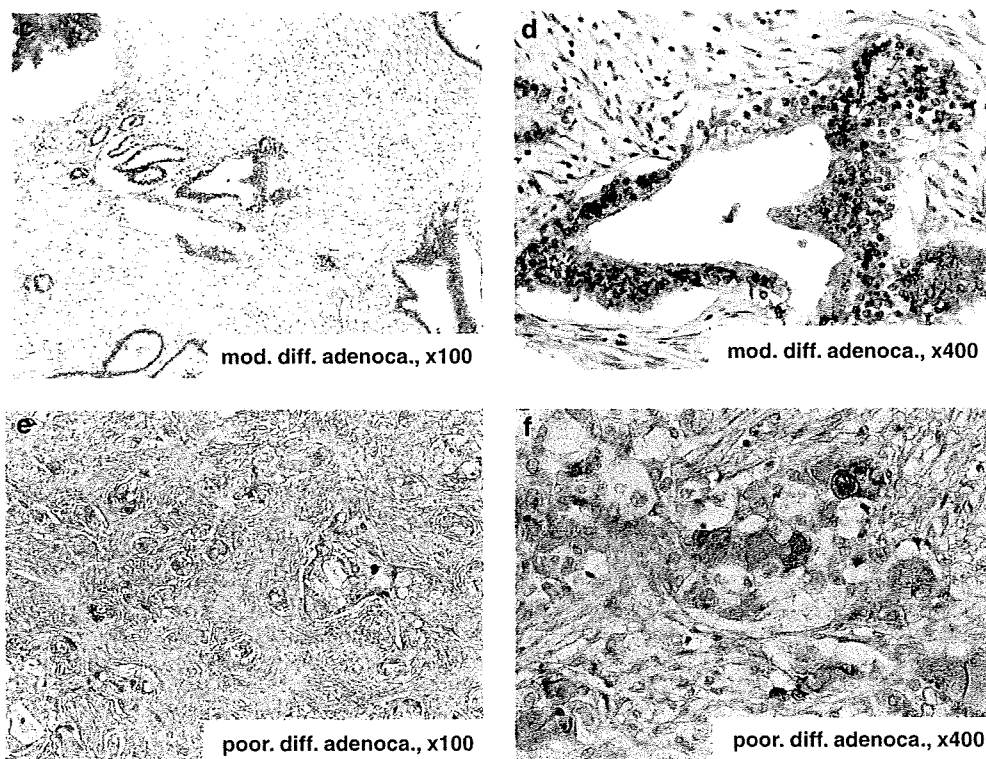 c
d
mod. diff. adenoca., x100
mod. diff. adenoca., x400
e
f
poor. diff. adenoca., x100
poor. diff. adenoca., x400